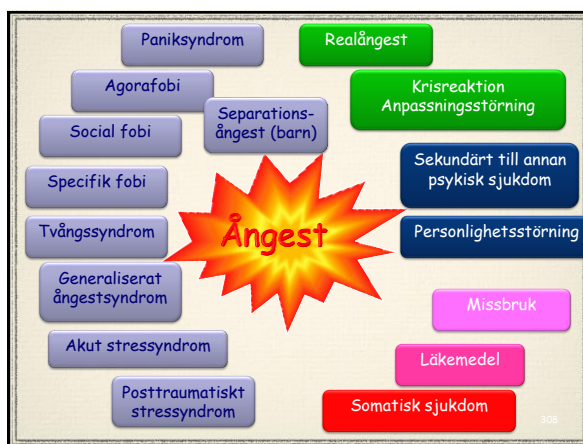 Paniksyndrom
Realångest
Agorafobi
Krisreaktion
Anpassningsstörning
Separations-
ångest (barn)
Social fobi
Sekundärt till annan
psykisk sjukdom
Specifik fobi
Tvångssyndrom
Ångest
Personlighetsstörning
Generaliserat
ångestsyndrom
Missbruk
Akut stressyndrom
Läkemedel
Posttraumatiskt
stressyndrom
Somatisk sjukdom
308